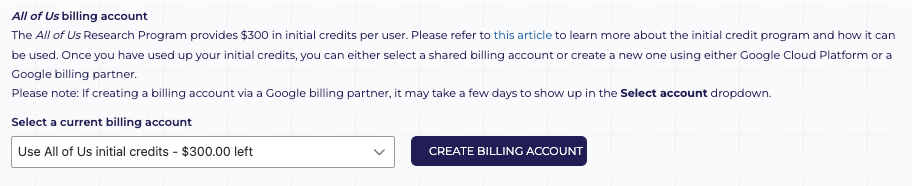 All of Us billing account
The All of Us Research Program provides $300 in initial credits per user. Please refer to this article to learn more about the initial credit program and how it can
be used. Once you have used up your initial credits, you can either select a shared billing account or create a new one using either Google Cloud Platform or a
Google billing partner.
Please note: If creating a billing account via a Google billing partner, it may take a few days to show up in the Select account dropdown.
Select a current billing account
Use All of Us initial credits - $300.00 left
CREATE BILLING ACCOUNT